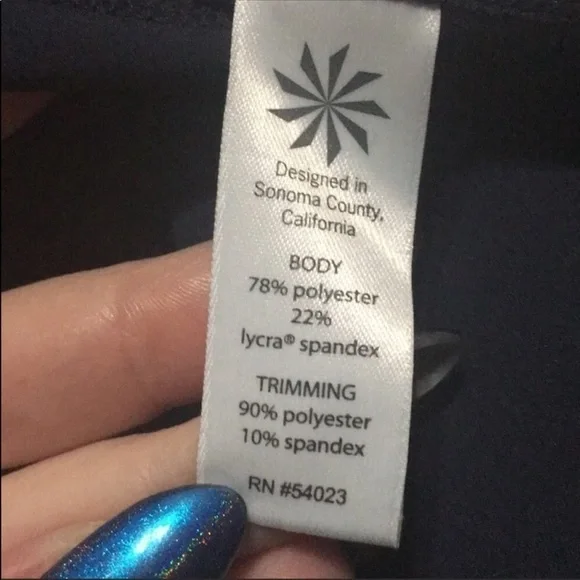 Designed in
Sonoma County,
California
BODY
78% polyester
22%
lycra® spandex
TRIMMING
90% polyester
10% spandex
RN #54023